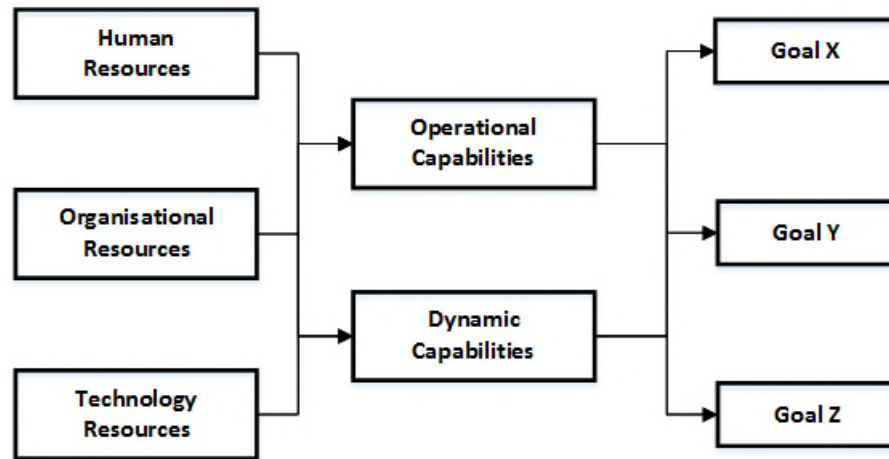 Human
Resources
Organisational
Resources
Technology
Resources
Operational
Capabilities
Dynamic
Capabilities
Goal X
Goal Y
Goal Z